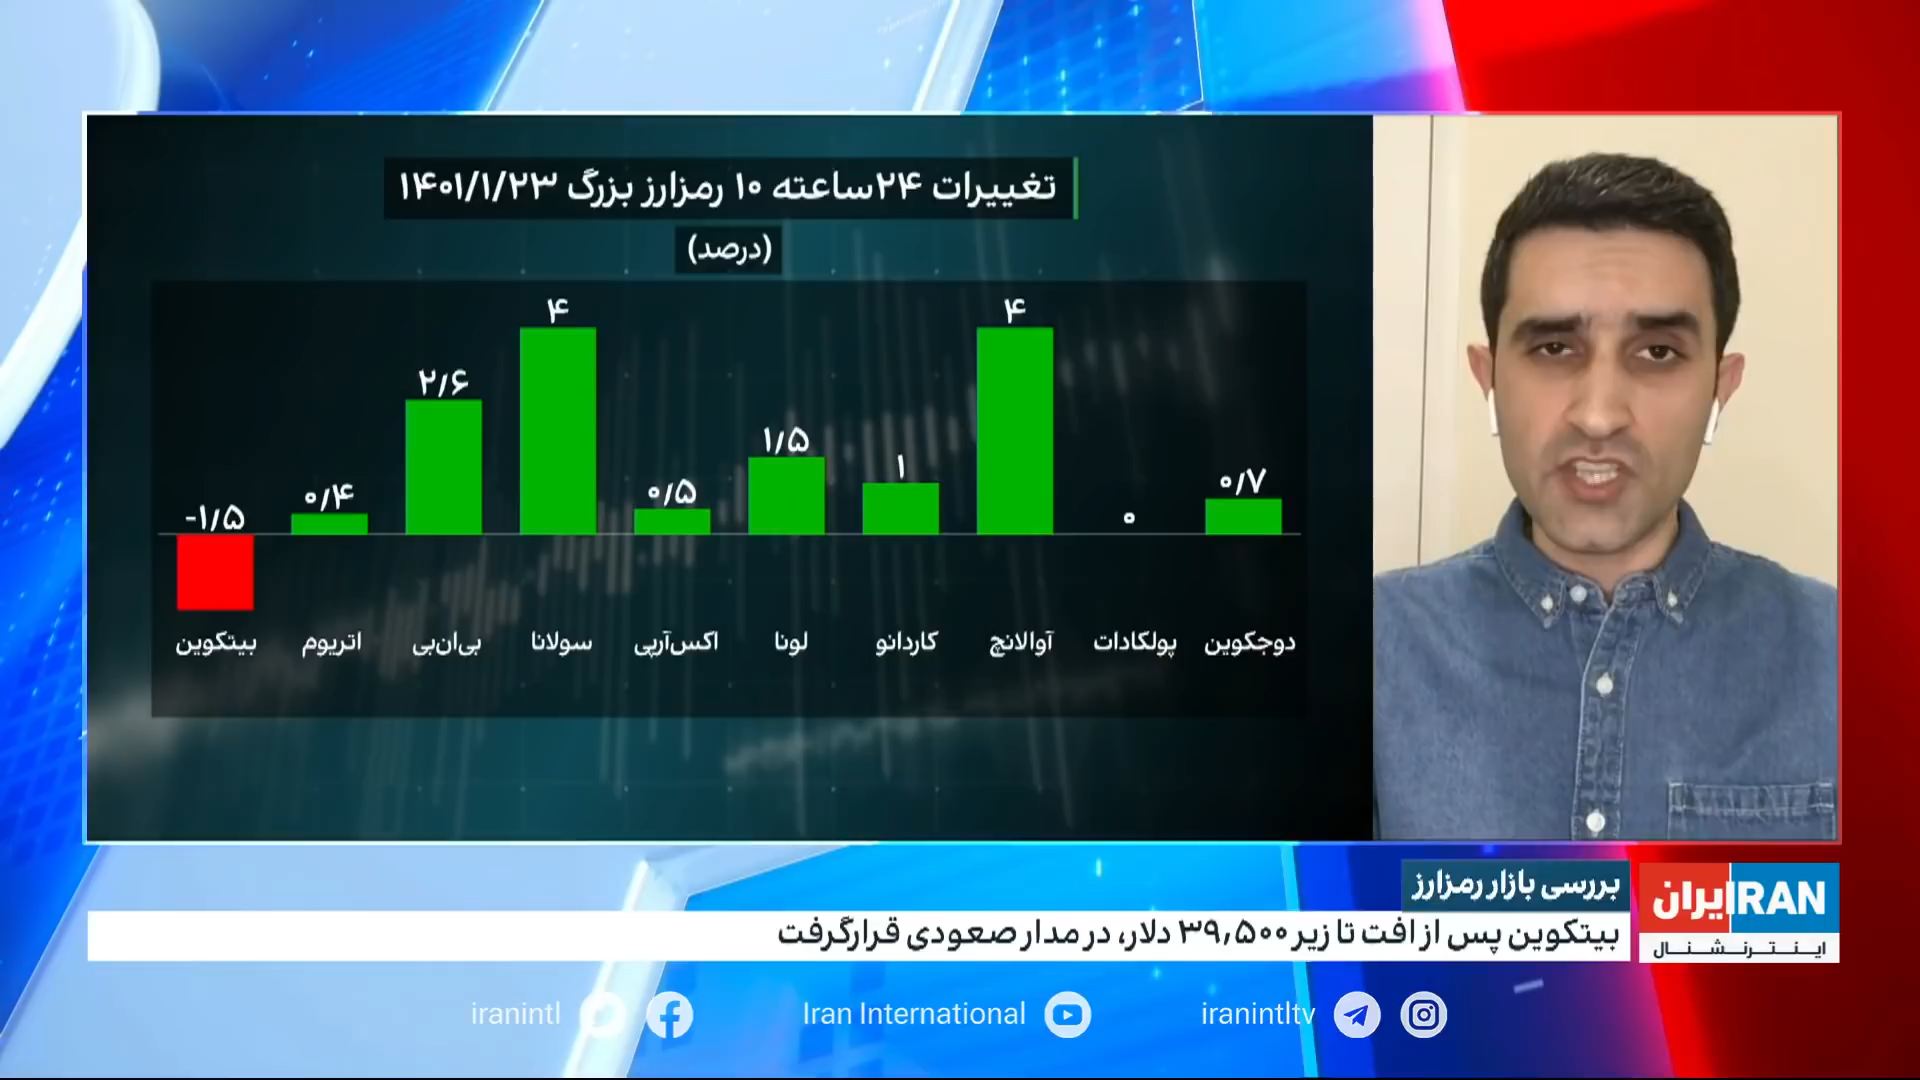 تغییرات ۲۴ساعته ۱۰ رمزارز بزرگ ۱۴۰۱/۱/۲۳
(درصد)
-۱/۵
۰/۴
۲/۶
۴
۰/۵
۱/۵
۱
۴
۰
۰/۷
بیتکوین
اتریوم
بی‌ان‌بی
سولانا
اکس‌آرپی
لونا
کاردانو
آوالانچ
پولکادات
دوجکوین
بررسی بازار رمزارز
بیتکوین پس از افت تا زیر ۳۹٫۵۰۰ دلار، در مدار صعودی قرارگرفت
ایران IRAN
اینترنشنال
iranintl
Iran International
iranintltv